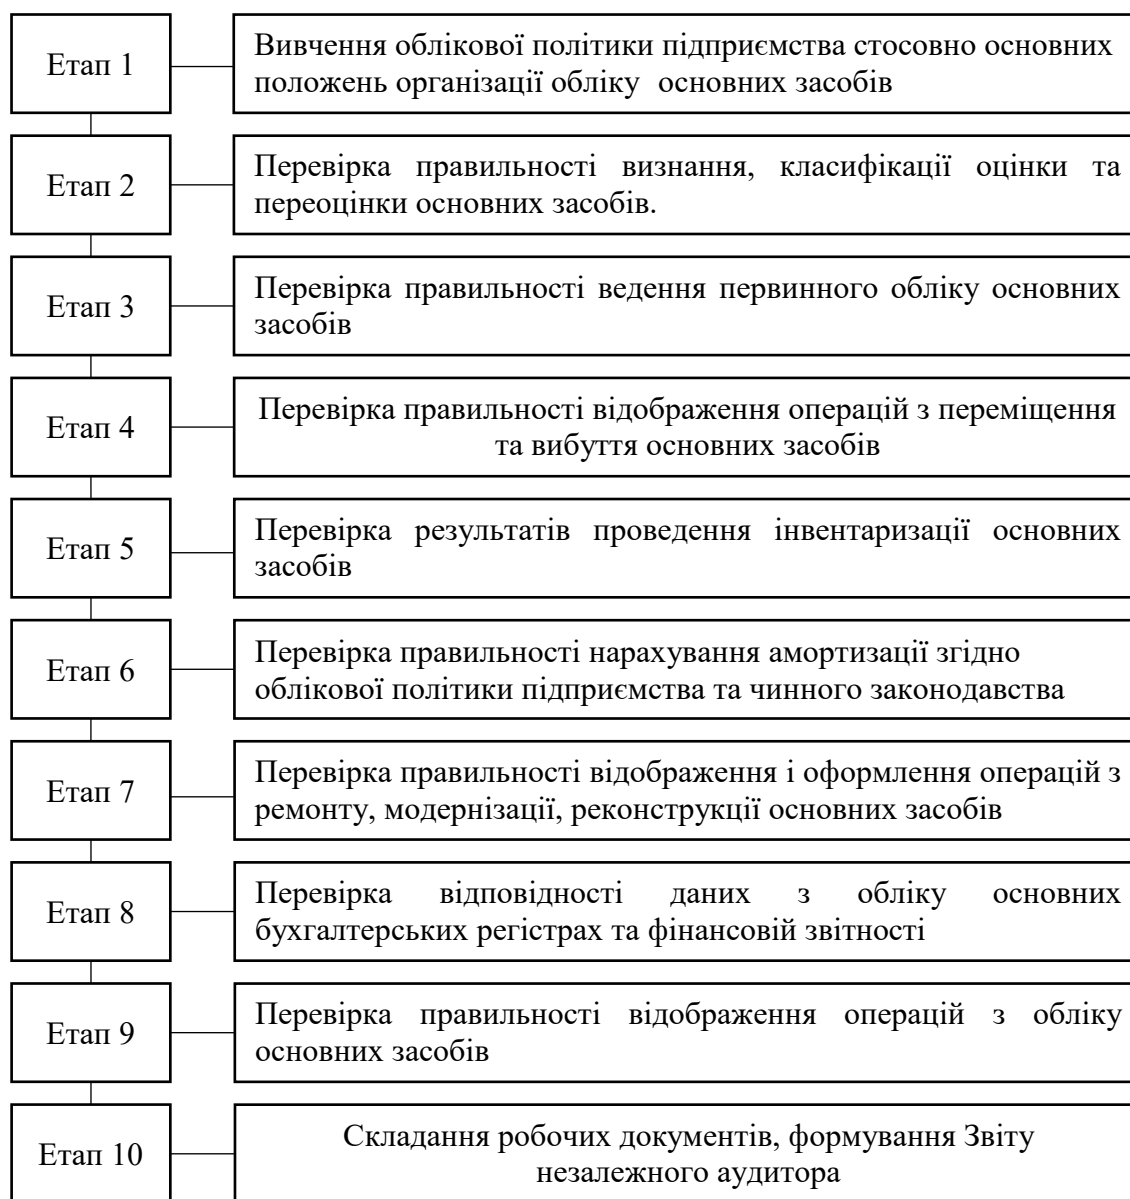 Етап 1
Вивчення облікової політики підприємства стосовно основних
положень організації обліку основних засобів
Етап 2
Перевірка правильності визнання, класифікації оцінки та
переоцінки основних засобів.
Етап 3
Перевірка правильності ведення первинного обліку основних
засобів
Етап 4
Перевірка правильності відображення операцій з переміщення
та вибуття основних засобів
Етап 5
Перевірка результатів проведення інвентаризації основних
засобів
Етап 6
Перевірка правильності нарахування амортизації згідно
облікової політики підприємства та чинного законодавства
Етап 7
Перевірка правильності відображення і оформлення операцій з
ремонту, модернізації, реконструкції основних засобів
Етап 8
Перевірка відповідності даних з обліку основних
бухгалтерських регістрах та фінансовій звітності
Етап 9
Перевірка правильності відображення операцій з обліку
основних засобів
Етап 10
Складання робочих документів, формування Звіту
незалежного аудитора